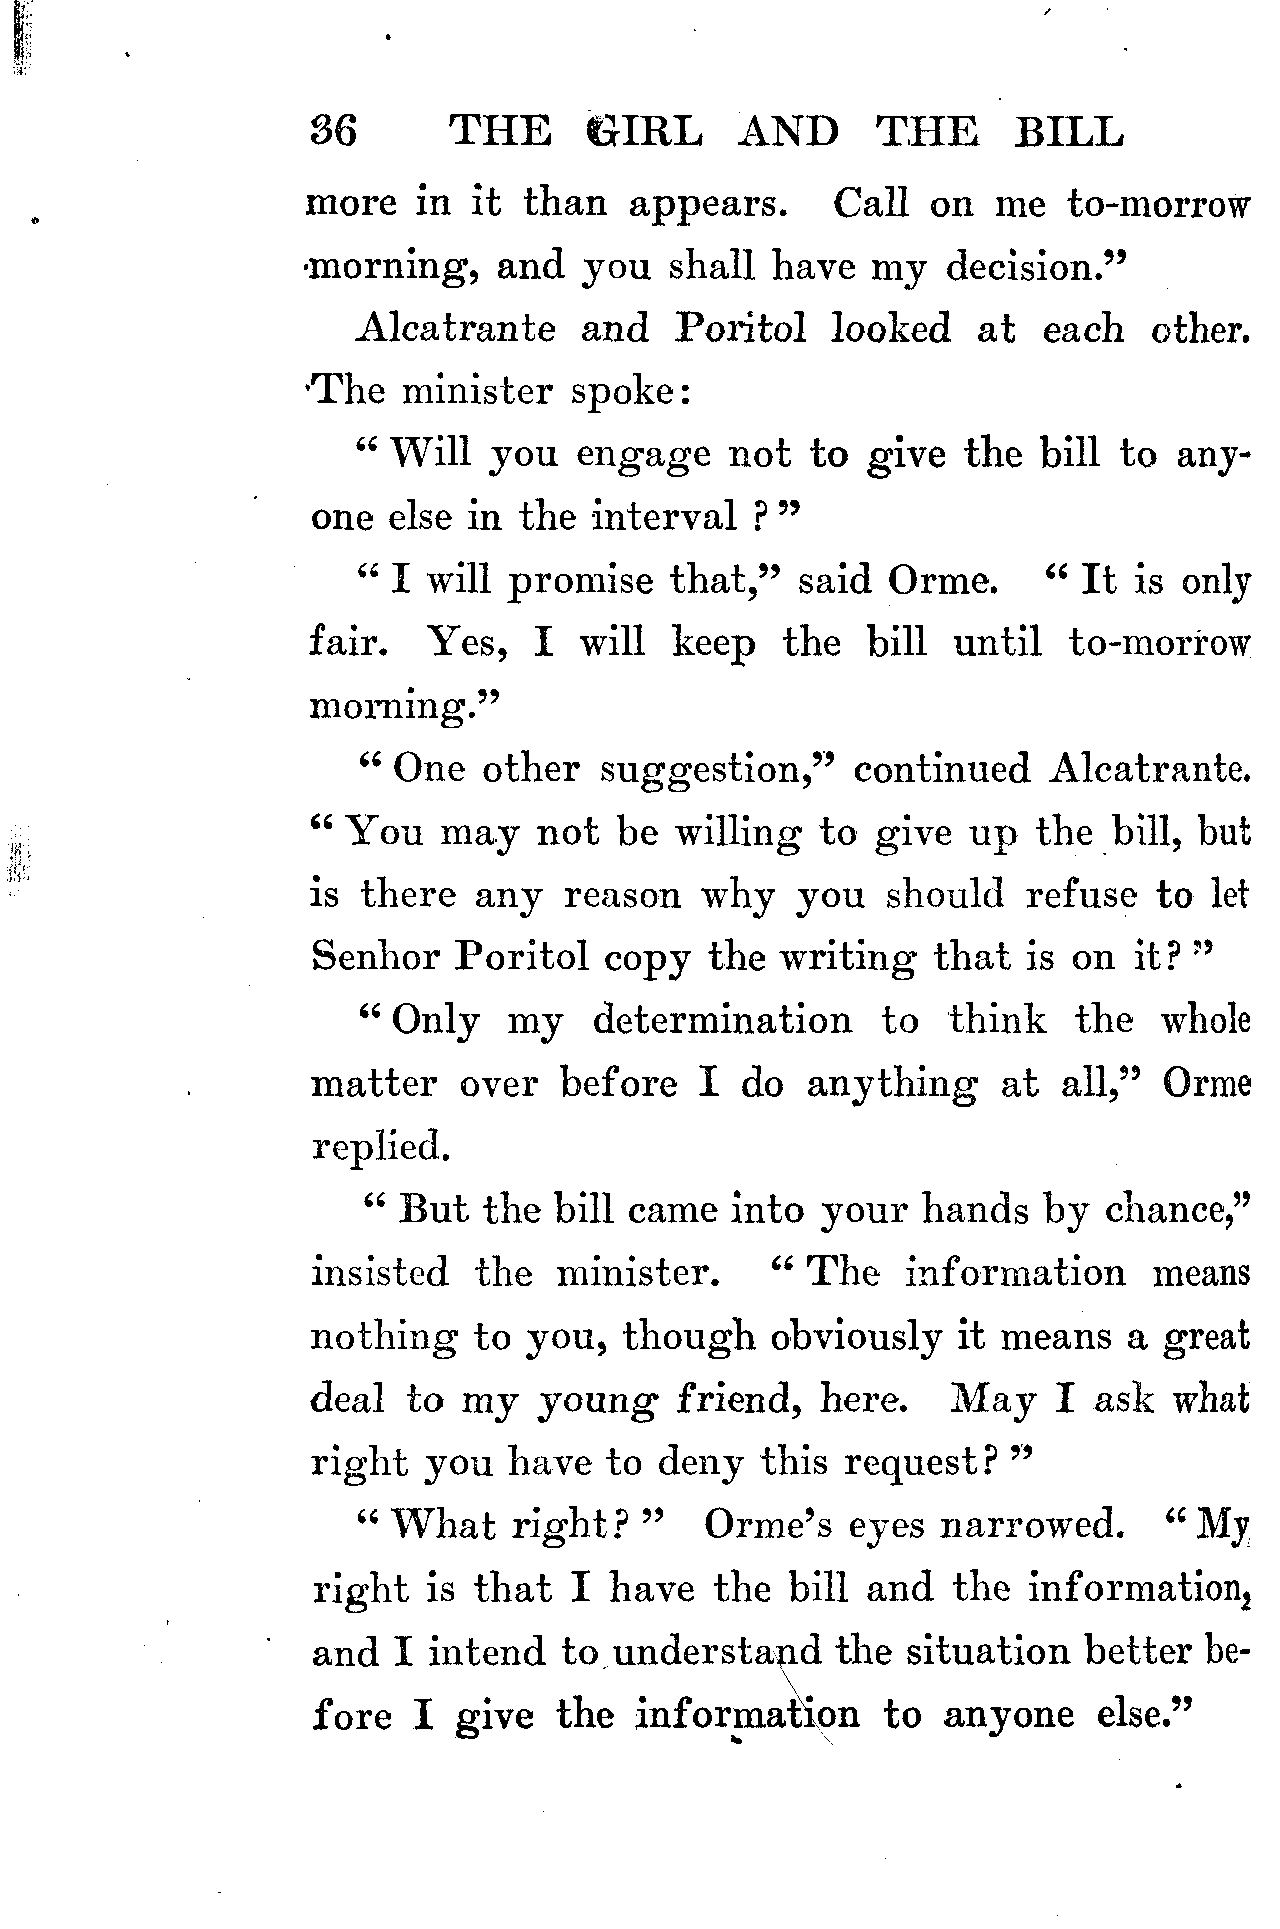 36 THE GIRL AND THE BILL
more in it than appears. Call on me to-morrow
morning, and you shall have my decision."
Alcatrante and Poritol looked at each other.
The minister spoke:
" Will you engage not to give the bill to any-
one else in the interval ? "
" I will promise that," said Orme. " It is only
fair. Yes, I will keep the bill until to-morrow
morning."
" One other suggestion," continued Alcatrante.
" You may not be willing to give up the bill, but
is there any reason why you should refuse to let
Senhor Poritol copy the writing that is on it? "
" Only my determination to think the whole
matter over before I do anything at all," Orme
replied.
" But the bill came into your hands by chance,"
insisted the minister. " The information means
nothing to you, though obviously it means a great
deal to my young friend, here. May I ask what
right you have to deny this request? "
" What right? " Orme's eyes narrowed. " My
right is that I have the bill and the information,
and I intend to understand the situation better be-
fore I give the information to anyone else."